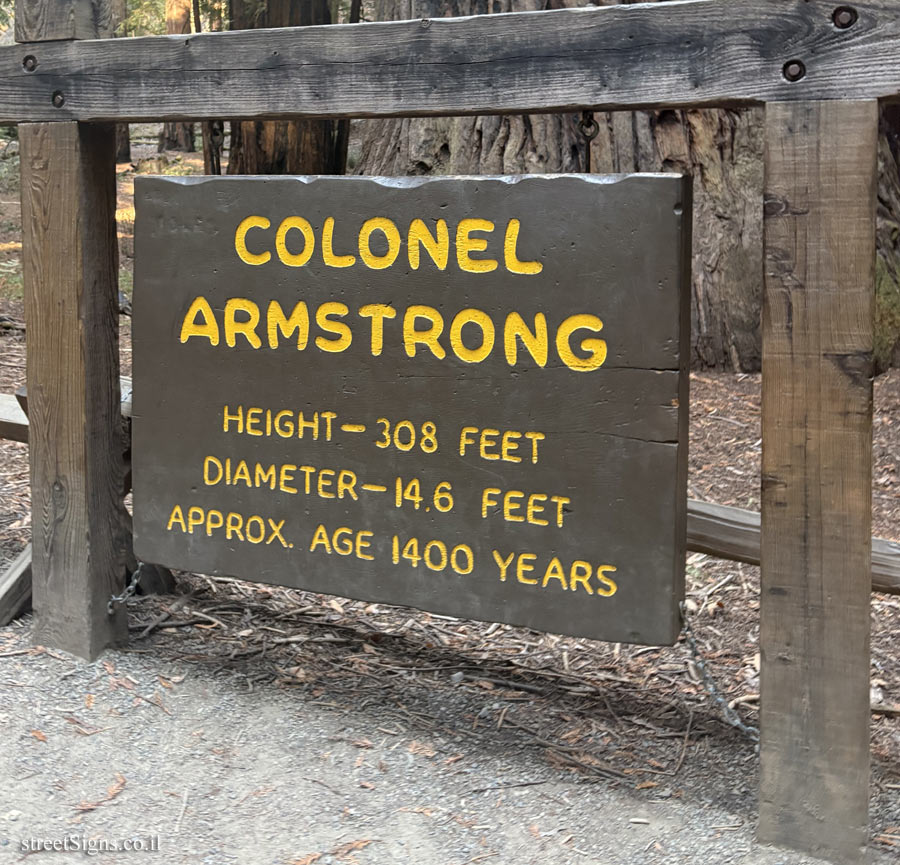 COLONEL
ARMSTRONG
HEIGHT-308 FEET
DIAMETER-14.6 FEET
APPROX. AGE 1400 YEARS
streetSigns.co.il